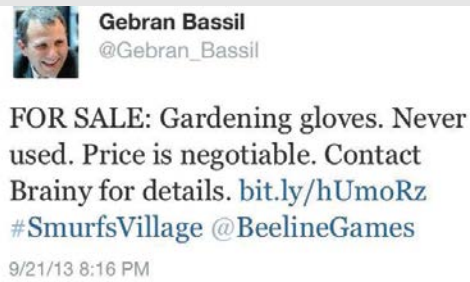 Gebran Bassil
@Gebran_Bassil
FOR SALE: Gardening gloves. Never
used. Price is negotiable. Contact
Brainy for details. bit.ly/hUmoRz
#SmurfsVillage @BeelineGames
9/21/13 8:16 PM